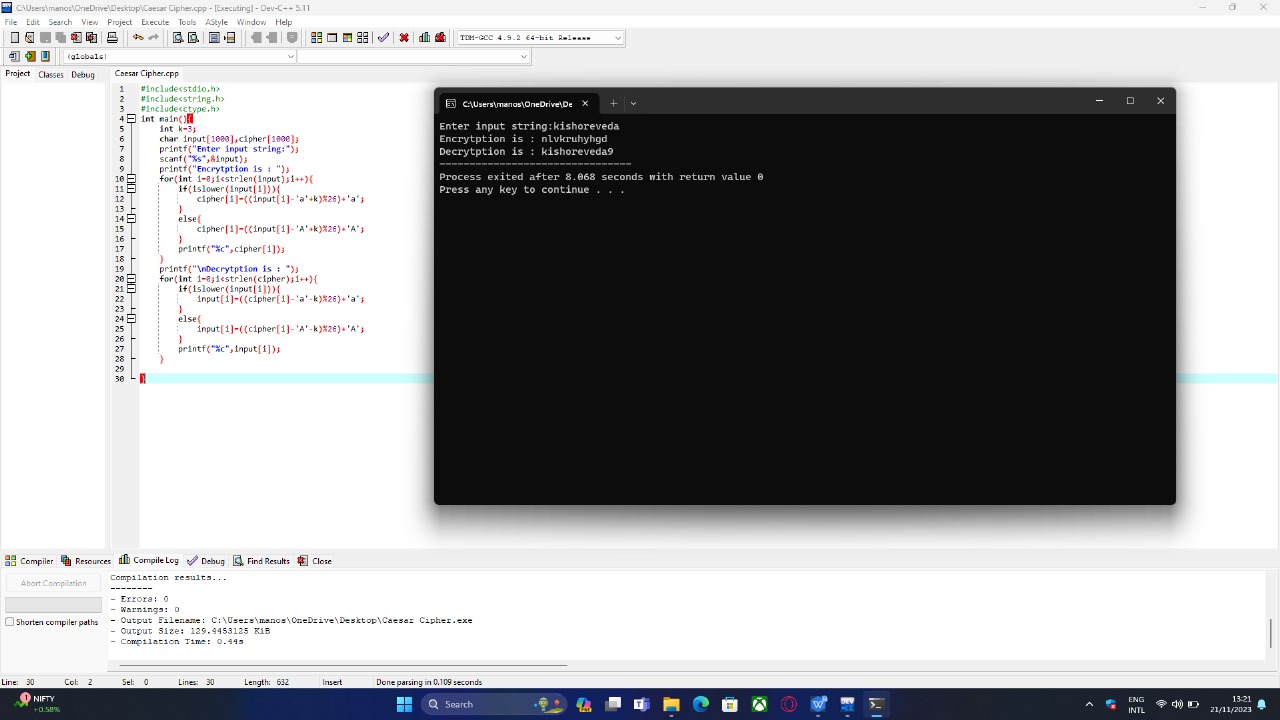 C:\Users\manos\OneDrive\Desktop\Caesar Cipher.cpp - [Executing] - Dev-C++ 5.11
File Edit Search View Project Execute Tools AStyle Window Help
TDM-GCC 4.9.2 64-bit Release
(globals)
Project Classes Debug Caesar Cipher.cpp
1 #include<stdio.h>
2 #include<string.h>
3 #include<ctype.h>
4 int main(){
5 int k=3;
6 char input[1000],cipher[1000];
7 printf("Enter input string:");
8 scanf("%s",&input);
9 printf("Encrytption is : ");
10 for(int i=0;i<strlen(input);i++){
11 if(islower(input[i])){
12 cipher[i]=((input[i]-'a'+k)%26)+'a';
13 }
14 else{
15 cipher[i]=((input[i]-'A'+k)%26)+'A';
16 }
17 printf("%c",cipher[i]);
18 }
19 printf("\nDecrytption is : ");
20 for(int i=0;i<strlen(cipher);i++){
21 if(islower(input[i])){
22 input[i]=((cipher[i]-'a'-k)%26)+'a';
23 }
24 else{
25 input[i]=((cipher[i]-'A'-k)%26)+'A';
26 }
27 printf("%c",input[i]);
28 }
29
30 }
C:\Users\manos\OneDrive\De
Enter input string:kishoreveda
Encrytption is : nlvkruhyhgd
Decrytption is : kishoreveda9
--------------------------------
Process exited after 8.068 seconds with return value 0
Press any key to continue . . .
Compiler Resources Compile Log Debug Find Results Close
Abort Compilation
Shorten compiler paths
Compilation results...
--------
- Errors: 0
- Warnings: 0
- Output Filename: C:\Users\manos\OneDrive\Desktop\Caesar Cipher.exe
- Output Size: 129.4453125 KiB
- Compilation Time: 0.44s
Line: 30 Col: 2 Sel: 0 Lines: 30 Length: 632 Insert Done parsing in 0.109 seconds
1
NIFTY
+0.58%
Search
ENG
INTL
13:21
21/11/2023